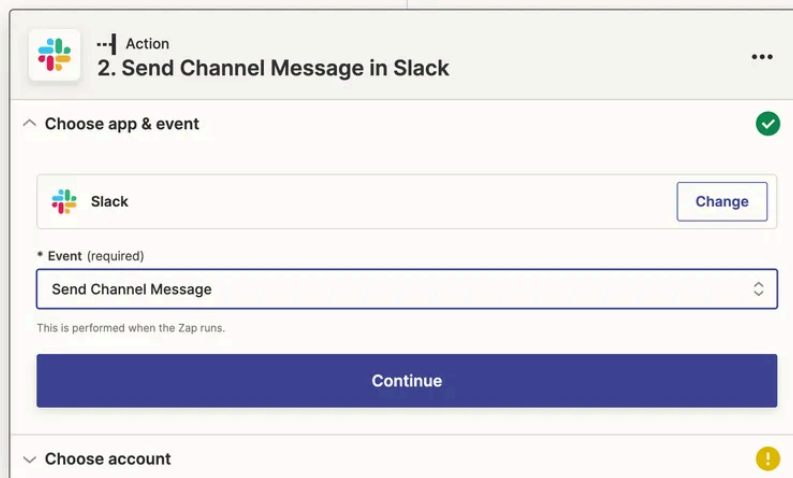 Action
2. Send Channel Message in Slack
Choose app & event
Slack
Change
* Event (required)
Send Channel Message
This is performed when the Zap runs.
Continue
Choose account